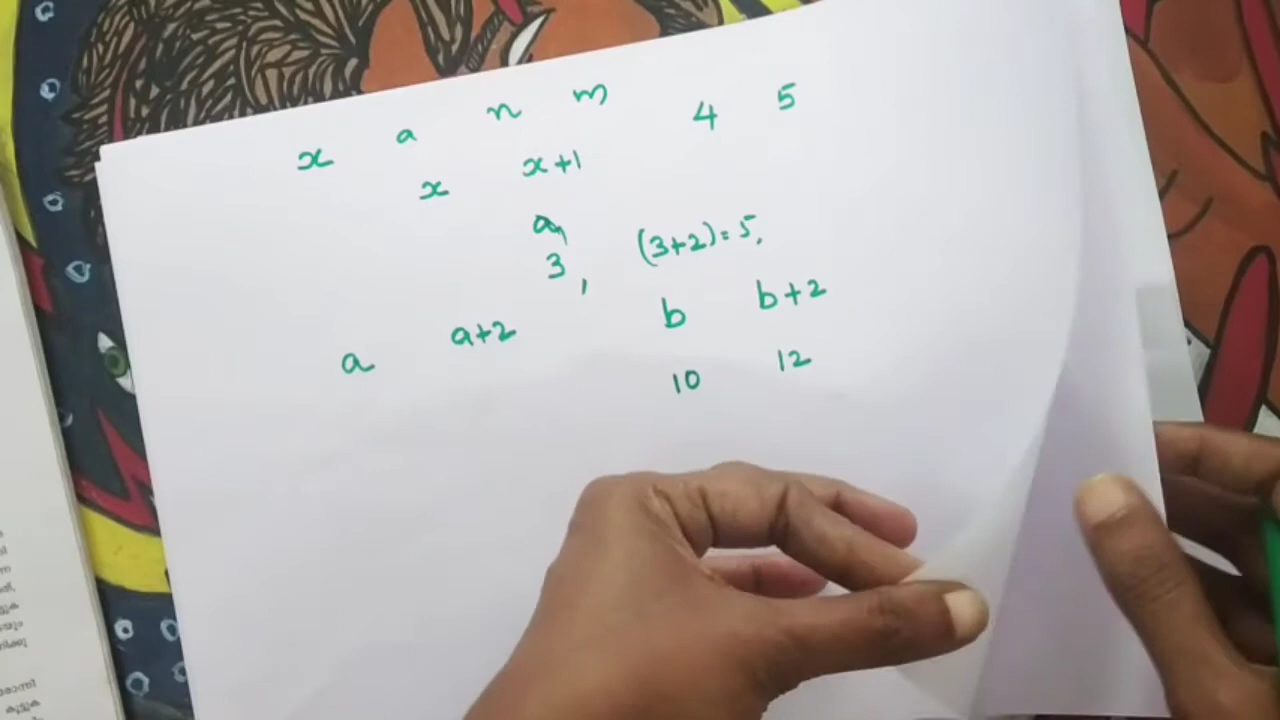 x a n m 4 5
x x+1
a
3, (3+2)=5,
a a+2 b b+2
10 12